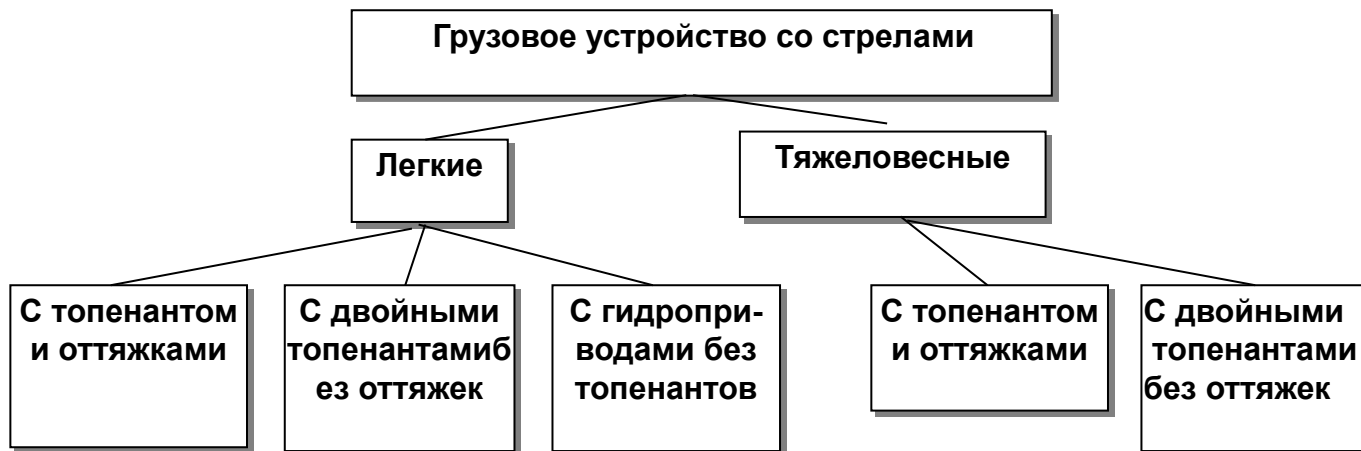 Грузовое устройство со стрелами
Легкие
Тяжеловесные
С топенантом
и оттяжками
С двойными
топенантамиб
ез оттяжек
С гидропри-
водами без
топенантов
С топенантом
и оттяжками
С двойными
топенантами
без оттяжек